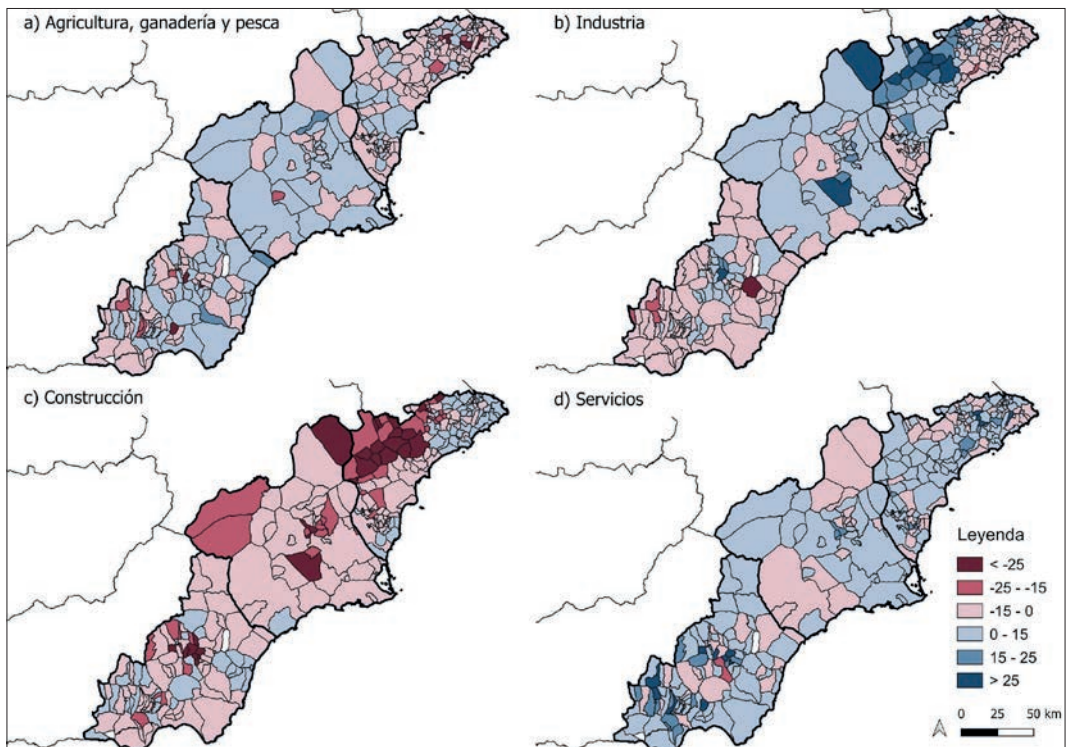 a) Agricultura, ganadería y pesca
b) Industria
c) Construcción
d) Servicios
Leyenda
< -25
-25 - -15
-15 - 0
0 - 15
15 - 25
> 25
0 25 50 km